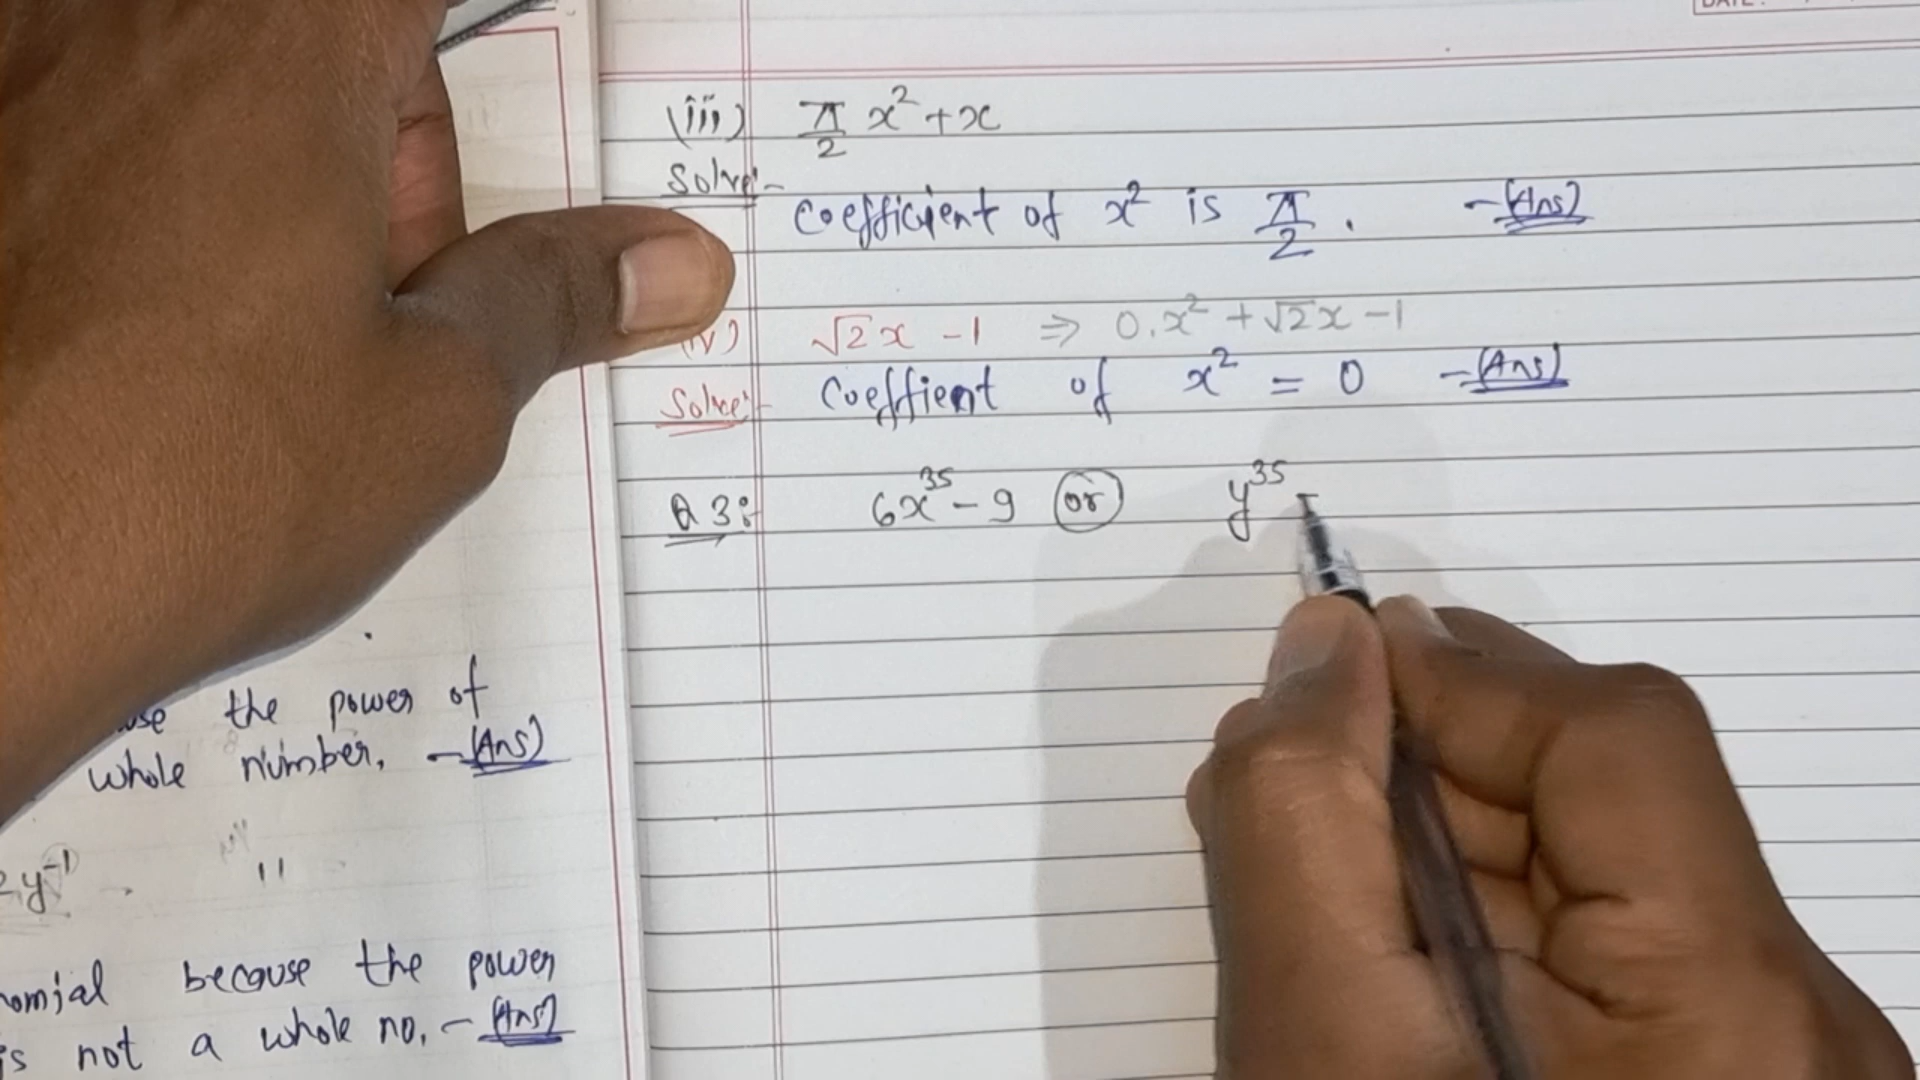 DATE:
(iii) π/2 x² + x
Solve:-
Coefficient of x² is π/2. -(Ans)
√2x - 1 ⇒ 0.x² + √2x - 1
Solve:- Coeffient of x² = 0 -(Ans)
Q3:- 6x³⁵ - 9 (or) y³⁵ -
the power of
whole number, -(Ans)
y⁻¹ "
because the power
is not a whole no, -(Ans)